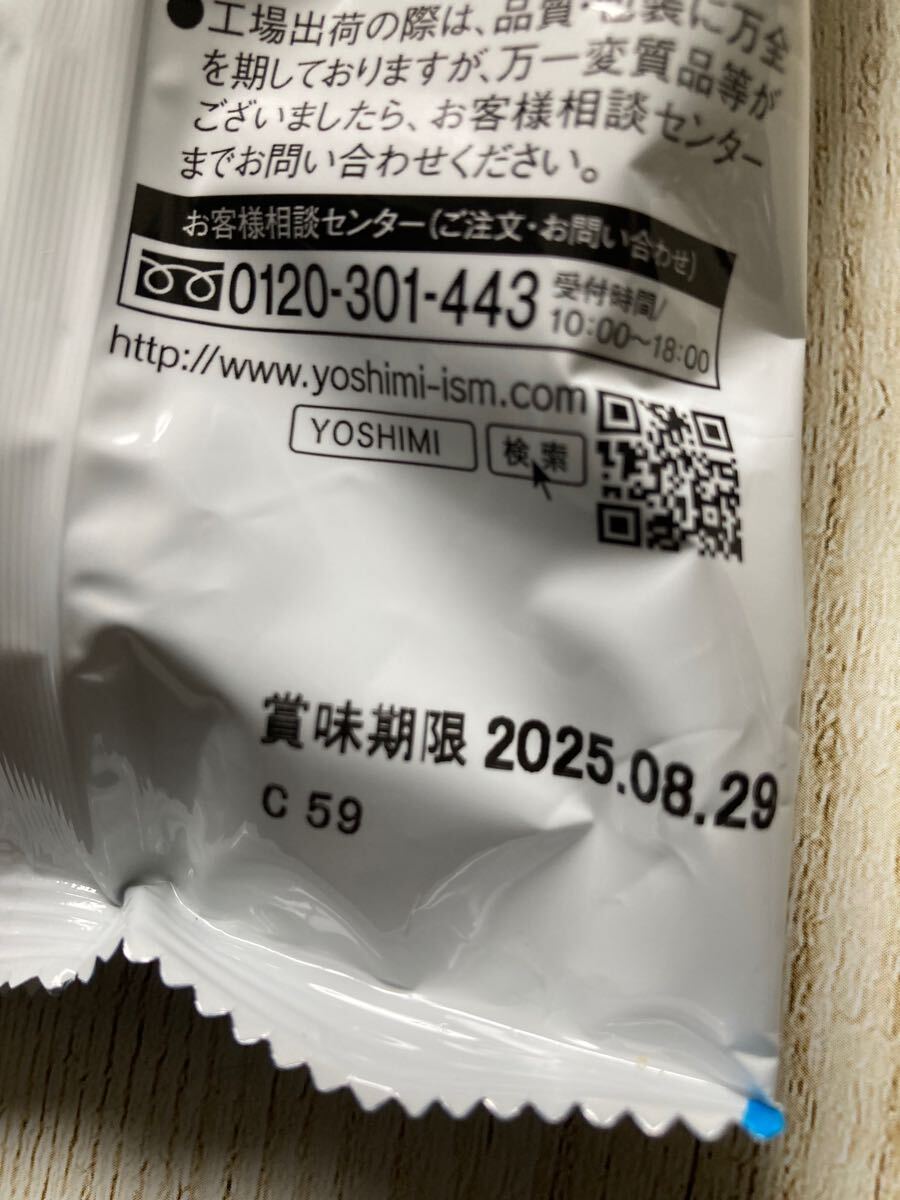 ●工場出荷の際は、品質・包装に万全
を期しておりますが、万一変質品等が
ございましたら、お客様相談センター
までお問い合わせください。
お客様相談センター(ご注文・お問い合わせ)
0120-301-443 受付時間/
10:00〜18:00
http://www.yoshimi-ism.com
YOSHIMI 検索
賞味期限 2025.08.29
C 59